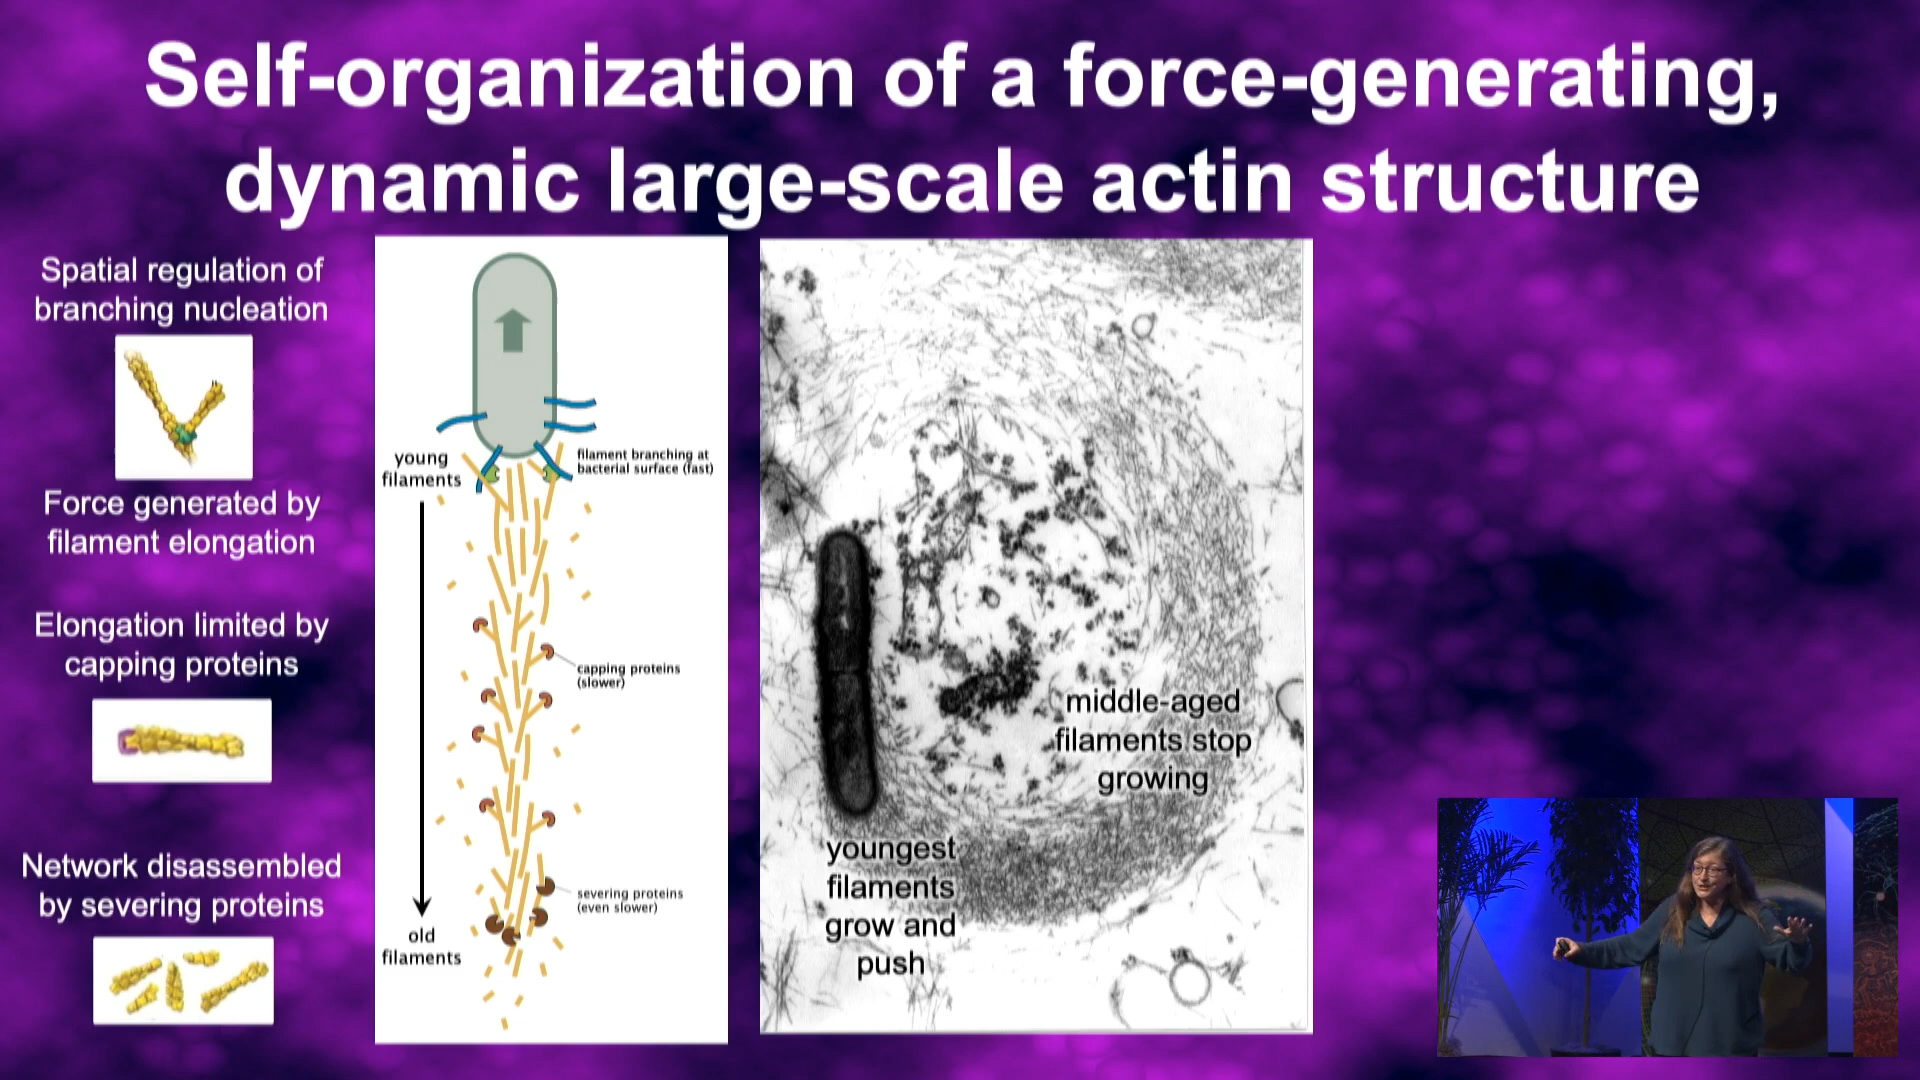 Self-organization of a force-generating,
dynamic large-scale actin structure
Spatial regulation of
branching nucleation
Force generated by
filament elongation
Elongation limited by
capping proteins
Network disassembled
by severing proteins
young
filaments
filament branching at
bacterial surface (fast)
capping proteins
(slower)
severing proteins
(even slower)
old
filaments
middle-aged
filaments stop
growing
youngest
filaments
grow and
push